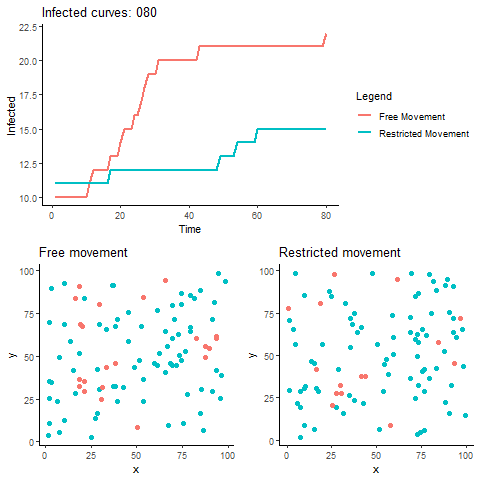 Infected curves: 080
22.5
20.0
17.5
15.0
12.5
10.0
Infected
0
20
40
60
80
Time
Legend
Free Movement
Restricted Movement
Free movement
100
75
50
25
0
y
0
25
50
75
100
x
Restricted movement
100
75
50
25
0
y
0
25
50
75
100
x